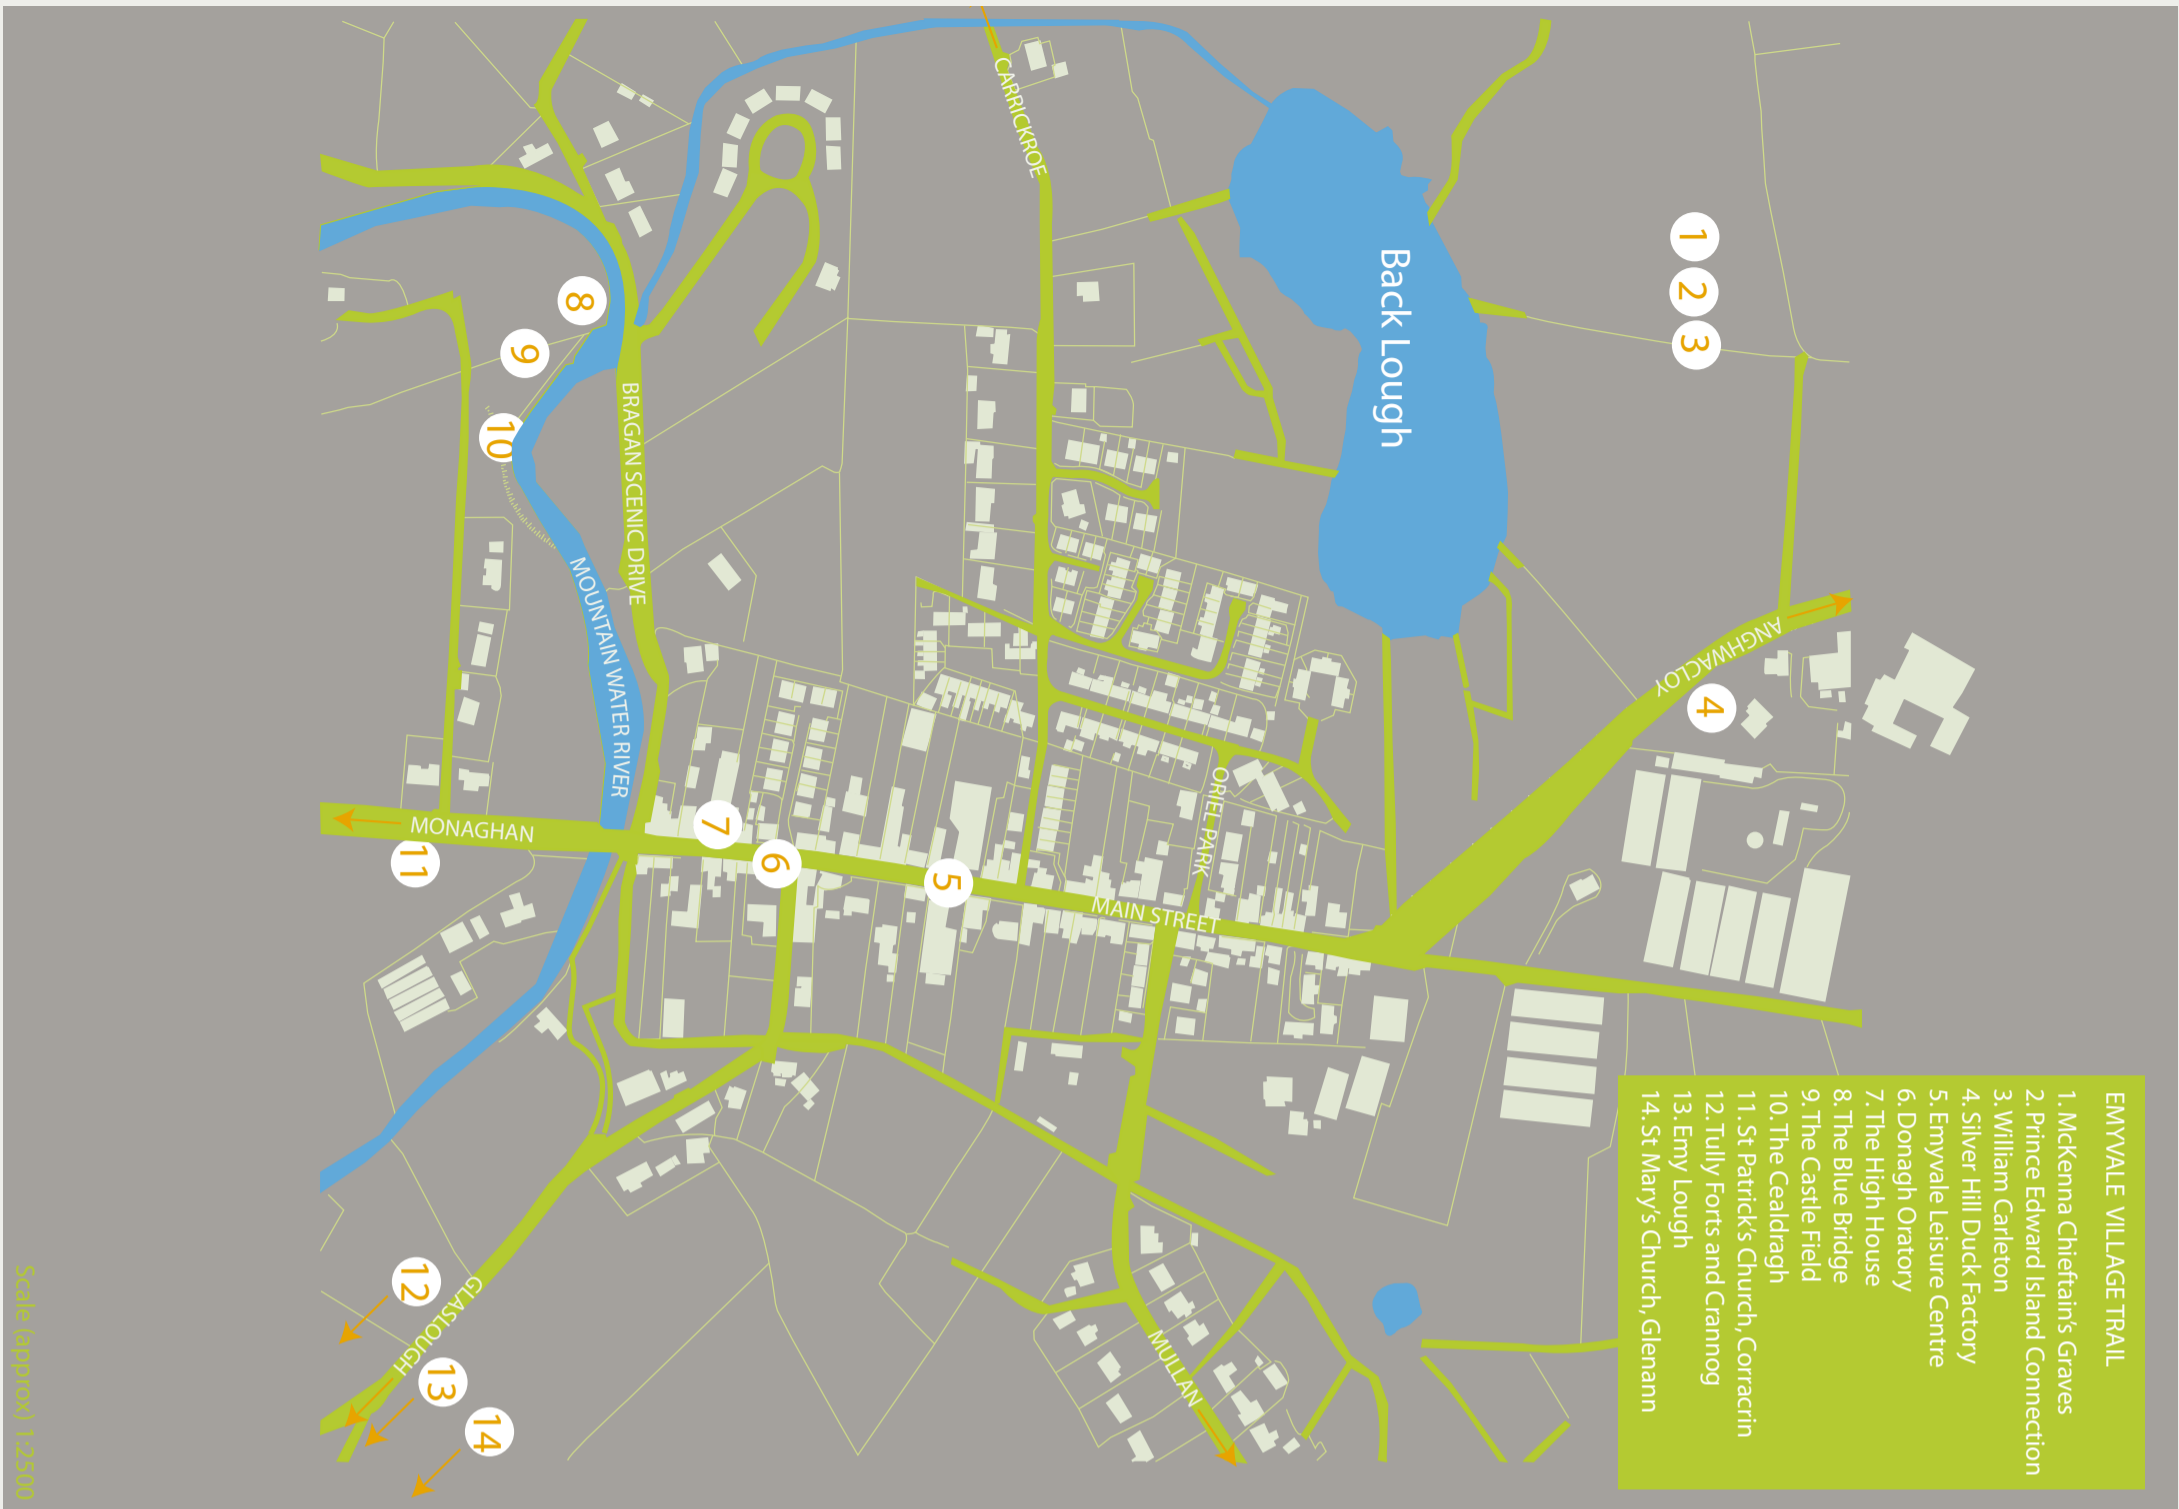 EMYVALE VILLAGE TRAIL
1. McKenna Chieftain's Graves
2. Prince Edward Island Connection
3. William Carleton
4. Silver Hill Duck Factory
5. Emyvale Leisure Centre
6. Donagh Oratory
7. The High House
8. The Blue Bridge
9. The Castle Field
10. The Cealdragh
11. St Patrick's Church, Corracrin
12. Tully Forts and Crannog
13. Emy Lough
14. St Mary's Church, Glenann
1
2
3
Back Lough
ANGHWACLOY
4
CARRICKROE
ORIEL PARK
MAIN STREET
MULLAN
5
6
7
BRAGAN SCENIC DRIVE
MOUNTAIN WATER RIVER
8
9
10
MONAGHAN
11
GLASLOUGH
12
13
14
Scale (approx) 1:2500